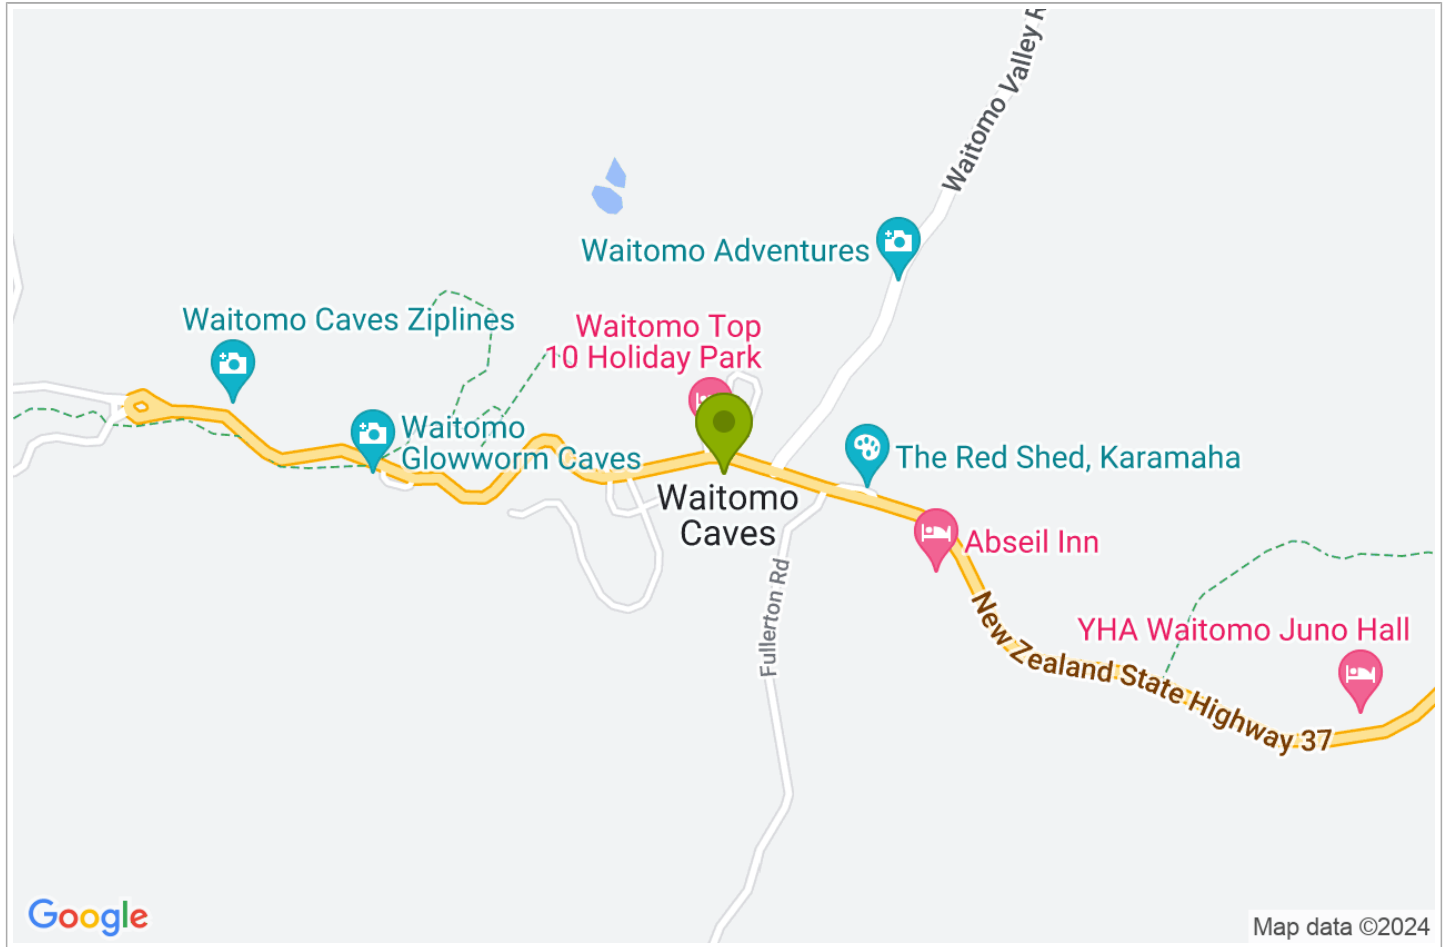 Waitomo Valley R
Waitomo Adventures
Waitomo Caves Ziplines
Waitomo Top
10 Holiday Park
Waitomo
Glowworm Caves
The Red Shed, Karamaha
Waitomo
Caves
Abseil Inn
Fullerton Rd
New Zealand State Highway 37
YHA Waitomo Juno Hall
Google
Map data ©2024